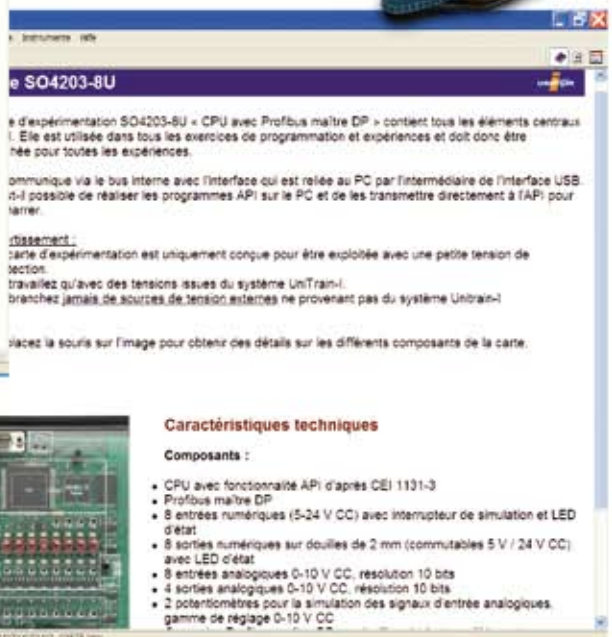 Instruments Hilfe
e SO4203-8U
e d'expérimentation SO4203-8U « CPU avec Profibus maître DP » contient tous les éléments centraux
l. Elle est utilisée dans tous les exercices de programmation et expériences et doit donc être
hée pour toutes les expériences.
ommunique via le bus interne avec l'interface qui est reliée au PC par l'intermédiaire de l'interface USB.
st-il possible de réaliser les programmes API sur le PC et de les transmettre directement à l'API pour
arrer.
rtissement :
carte d'expérimentation est uniquement conçue pour être exploitée avec une petite tension de
tection.
travaillez qu'avec des tensions issues du système UniTrain-I.
branchez jamais de sources de tension externes ne provenant pas du système Unitrain-I
lacez la souris sur l'image pour obtenir des détails sur les différents composants de la carte.
Caractéristiques techniques
Composants :
• CPU avec fonctionnalité API d'après CEI 1131-3
• Profibus maître DP
• 8 entrées numériques (5-24 V CC) avec interrupteur de simulation et LED
d'état
• 8 sorties numériques sur douilles de 2 mm (commutables 5 V / 24 V CC)
avec LED d'état
• 8 entrées analogiques 0-10 V CC, résolution 10 bits
• 4 sorties analogiques 0-10 V CC, résolution 10 bits
• 2 potentiomètres pour la simulation des signaux d'entrée analogiques,
gamme de réglage 0-10 V CC